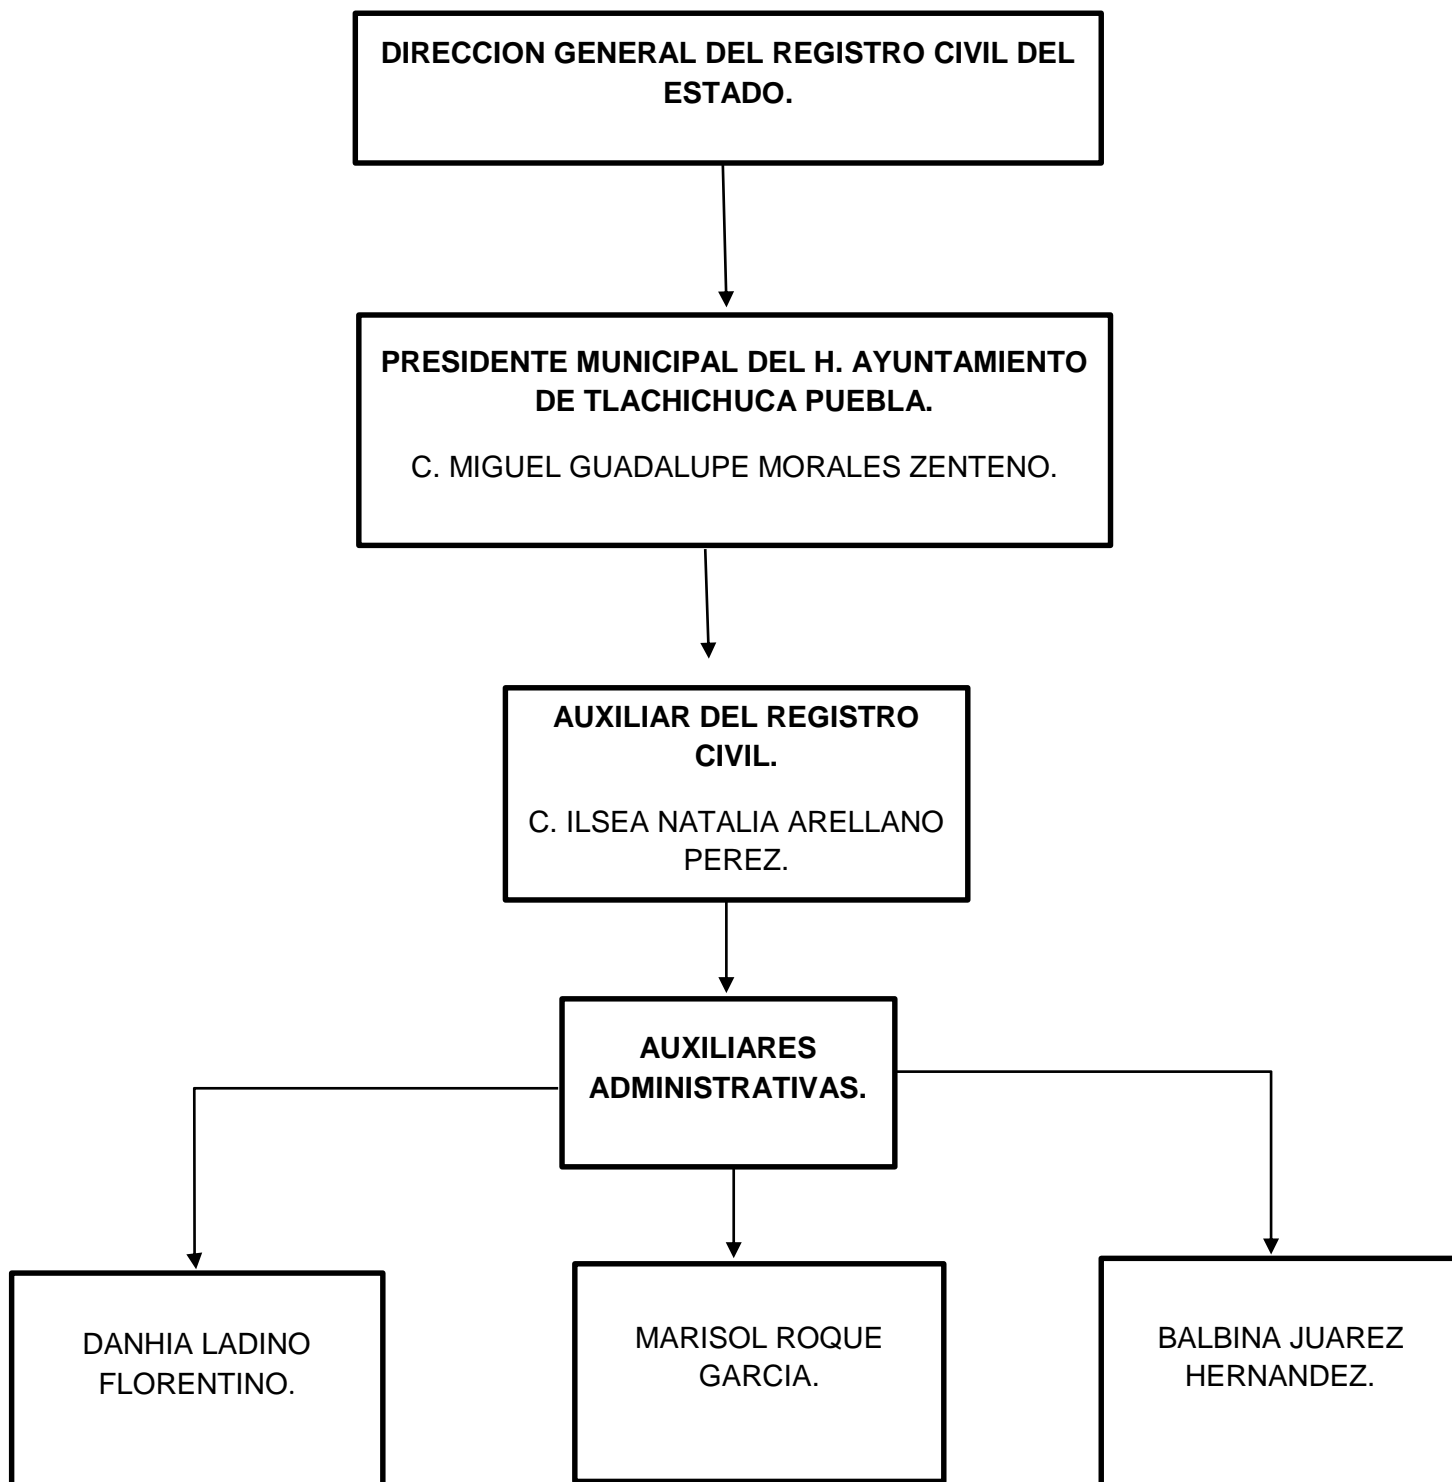 DIRECCION GENERAL DEL REGISTRO CIVIL DEL
ESTADO.
PRESIDENTE MUNICIPAL DEL H. AYUNTAMIENTO
DE TLACHICHUCA PUEBLA.
C. MIGUEL GUADALUPE MORALES ZENTENO.
AUXILIAR DEL REGISTRO
CIVIL.
C. ILSEA NATALIA ARELLANO
PEREZ.
AUXILIARES
ADMINISTRATIVAS.
DANHIA LADINO
FLORENTINO.
MARISOL ROQUE
GARCIA.
BALBINA JUAREZ
HERNANDEZ.